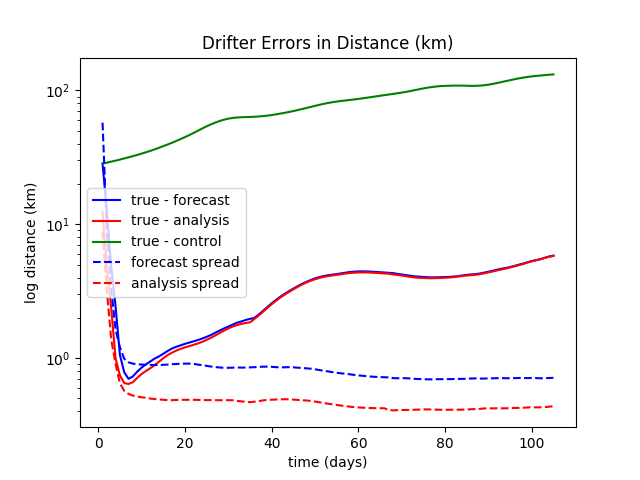 Drifter Errors in Distance (km)
log distance (km)
10²
10¹
10⁰
true - forecast
true - analysis
true - control
forecast spread
analysis spread
0 20 40 60 80 100
time (days)